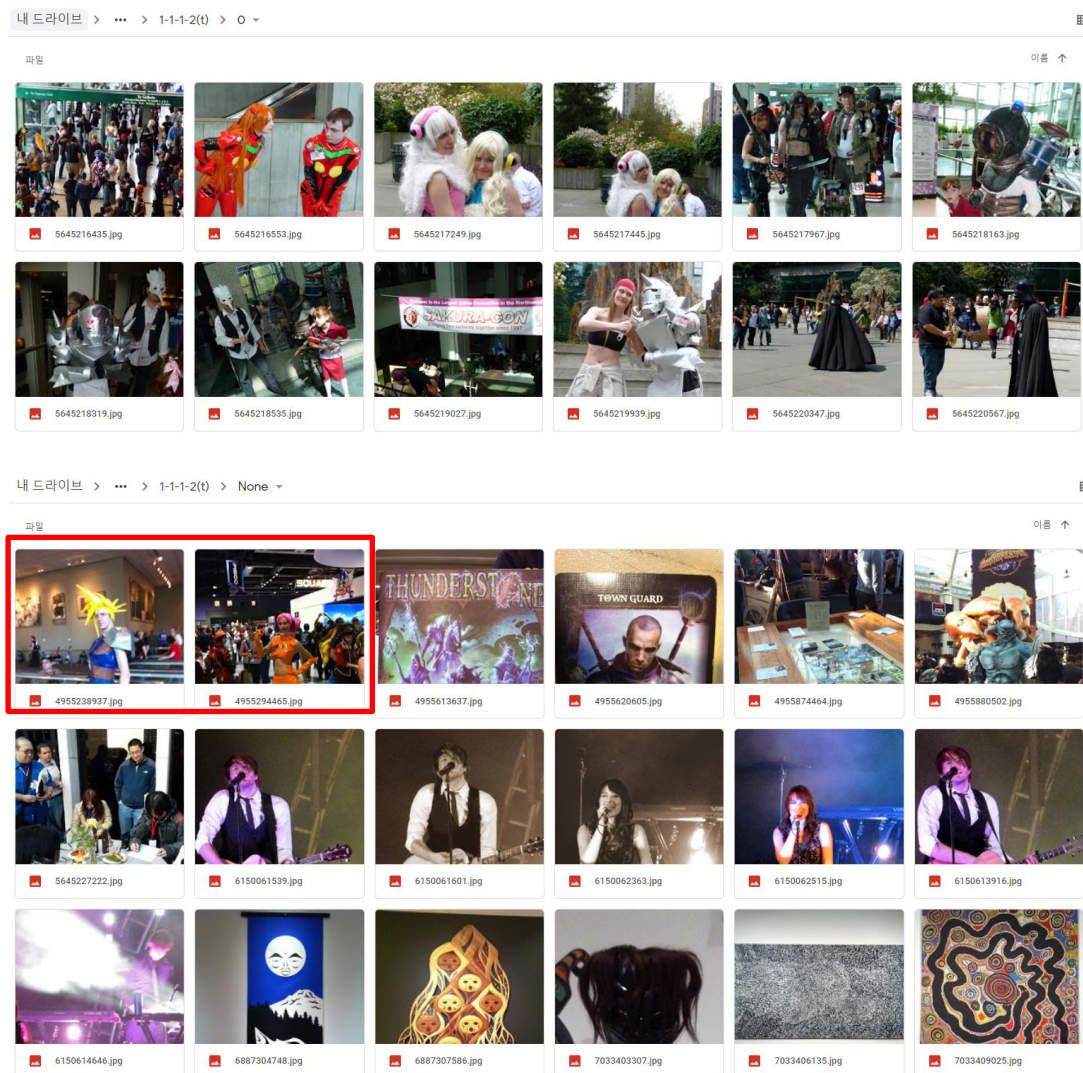 내 드라이브 > ••• > 1-1-1-2(t) > 0
파일
이름 ↑
SAKURA-CON
5645216435.jpg
5645216553.jpg
5645217249.jpg
5645217445.jpg
5645217967.jpg
5645218163.jpg
5645218319.jpg
5645218535.jpg
5645219027.jpg
5645219939.jpg
5645220347.jpg
5645220567.jpg
내 드라이브 > ••• > 1-1-1-2(t) > None
파일
이름 ↑
SQUARE
THUNDERSTONE
TOWN GUARD
4955238937.jpg
4955294465.jpg
4955613637.jpg
4955620605.jpg
4955874464.jpg
4955880502.jpg
5645227222.jpg
6150061539.jpg
6150061601.jpg
6150062363.jpg
6150062515.jpg
6150613916.jpg
6150614646.jpg
6887304748.jpg
6887307586.jpg
7033403307.jpg
7033406135.jpg
7033409025.jpg